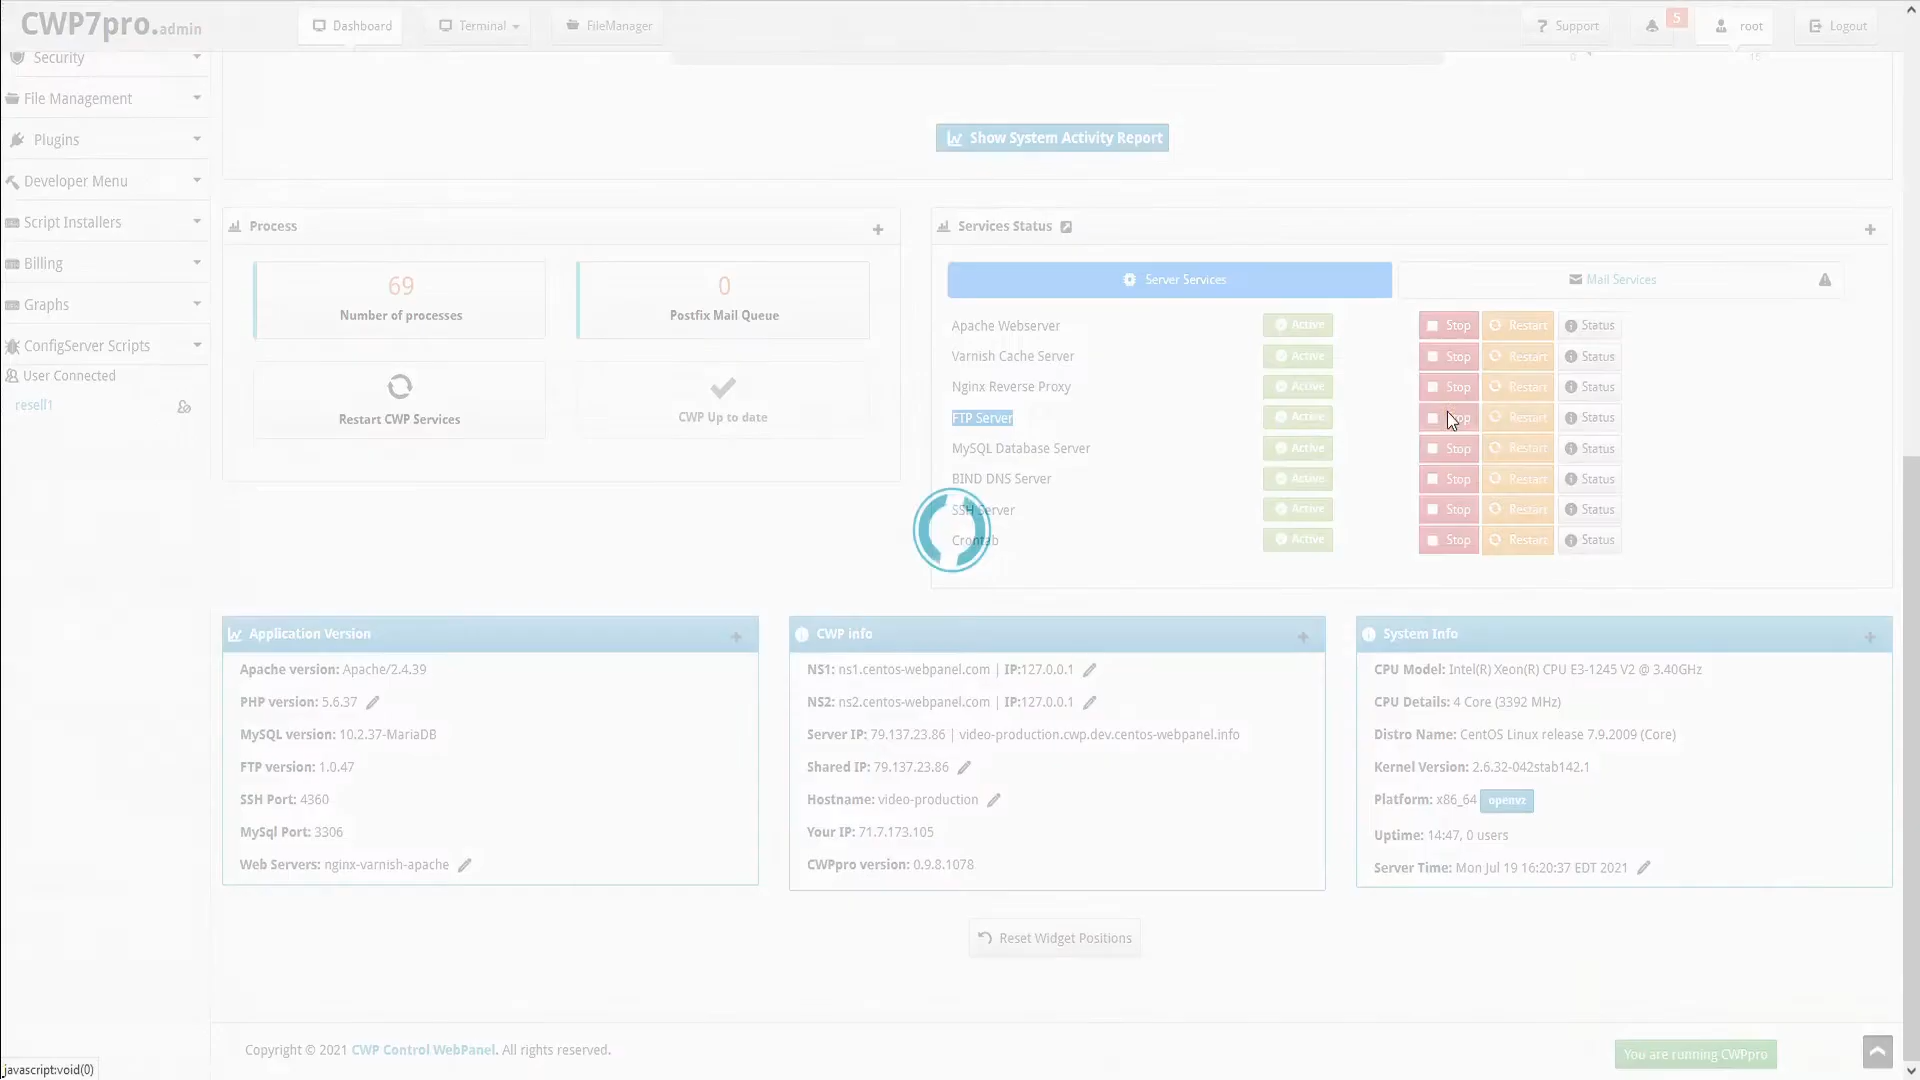 CWP7pro.admin
Dashboard
Terminal
FileManager
Support
5
root
Logout
Security
File Management
Plugins
Developer Menu
Script Installers
Billing
Graphs
ConfigServer Scripts
User Connected
resell1
0
15
Show System Activity Report
Process
69
Number of processes
0
Postfix Mail Queue
Restart CWP Services
CWP Up to date
Services Status
Server Services
Mail Services
Apache Webserver Active Stop Restart Status
Varnish Cache Server Active Stop Restart Status
Nginx Reverse Proxy Active Stop Restart Status
FTP Server Active Stop Restart Status
MySQL Database Server Active Stop Restart Status
BIND DNS Server Active Stop Restart Status
SSH Server Active Stop Restart Status
Crontab Active Stop Restart Status
Application Version
Apache version: Apache/2.4.39
PHP version: 5.6.37
MySQL version: 10.2.37-MariaDB
FTP version: 1.0.47
SSH Port: 4360
MySql Port: 3306
Web Servers: nginx-varnish-apache
CWP info
NS1: ns1.centos-webpanel.com | IP:127.0.0.1
NS2: ns2.centos-webpanel.com | IP:127.0.0.1
Server IP: 79.137.23.86 | video-production.cwp.dev.centos-webpanel.info
Shared IP: 79.137.23.86
Hostname: video-production
Your IP: 71.7.173.105
CWPpro version: 0.9.8.1078
System Info
CPU Model: Intel(R) Xeon(R) CPU E3-1245 V2 @ 3.40GHz
CPU Details: 4 Core (3392 MHz)
Distro Name: CentOS Linux release 7.9.2009 (Core)
Kernel Version: 2.6.32-042stab142.1
Platform: x86_64 openvz
Uptime: 14:47, 0 users
Server Time: Mon Jul 19 16:20:37 EDT 2021
Reset Widget Positions
Copyright © 2021 CWP Control WebPanel. All rights reserved.
You are running CWPpro
javascript:void(0)